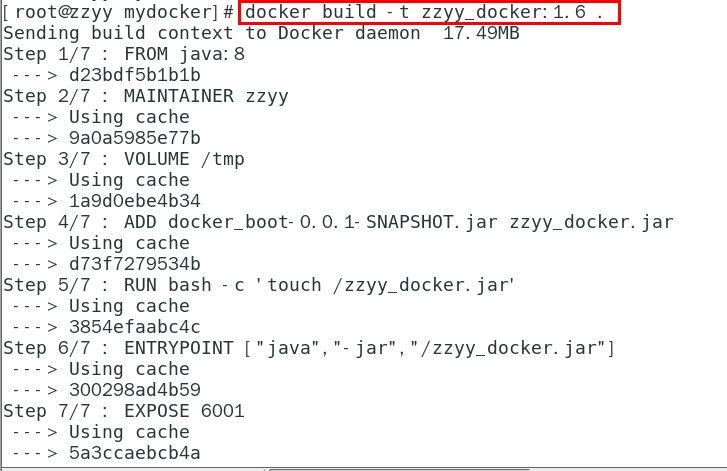 [root@zzyy mydocker]# docker build -t zzyy_docker:1.6 .
Sending build context to Docker daemon  17.49MB
Step 1/7 : FROM java:8
 ---> d23bdf5b1b1b
Step 2/7 : MAINTAINER zzyy
 ---> Using cache
 ---> 9a0a5985e77b
Step 3/7 : VOLUME /tmp
 ---> Using cache
 ---> 1a9d0ebe4b34
Step 4/7 : ADD docker_boot-0.0.1-SNAPSHOT.jar zzyy_docker.jar
 ---> Using cache
 ---> d73f7279534b
Step 5/7 : RUN bash -c 'touch /zzyy_docker.jar'
 ---> Using cache
 ---> 3854efaabc4c
Step 6/7 : ENTRYPOINT ["java","-jar","/zzyy_docker.jar"]
 ---> Using cache
 ---> 300298ad4b59
Step 7/7 : EXPOSE 6001
 ---> Using cache
 ---> 5a3ccaebcb4a